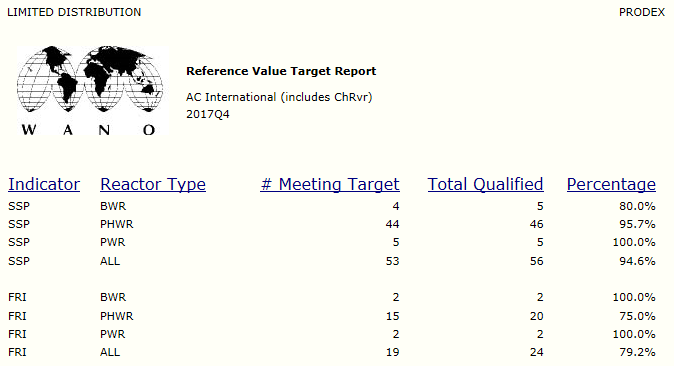 LIMITED DISTRIBUTION PRODEX
WANO
Reference Value Target Report
AC International (includes ChRvr)
2017Q4
Indicator Reactor Type # Meeting Target Total Qualified Percentage
SSP BWR 4 5 80.0%
SSP PHWR 44 46 95.7%
SSP PWR 5 5 100.0%
SSP ALL 53 56 94.6%
FRI BWR 2 2 100.0%
FRI PHWR 15 20 75.0%
FRI PWR 2 2 100.0%
FRI ALL 19 24 79.2%